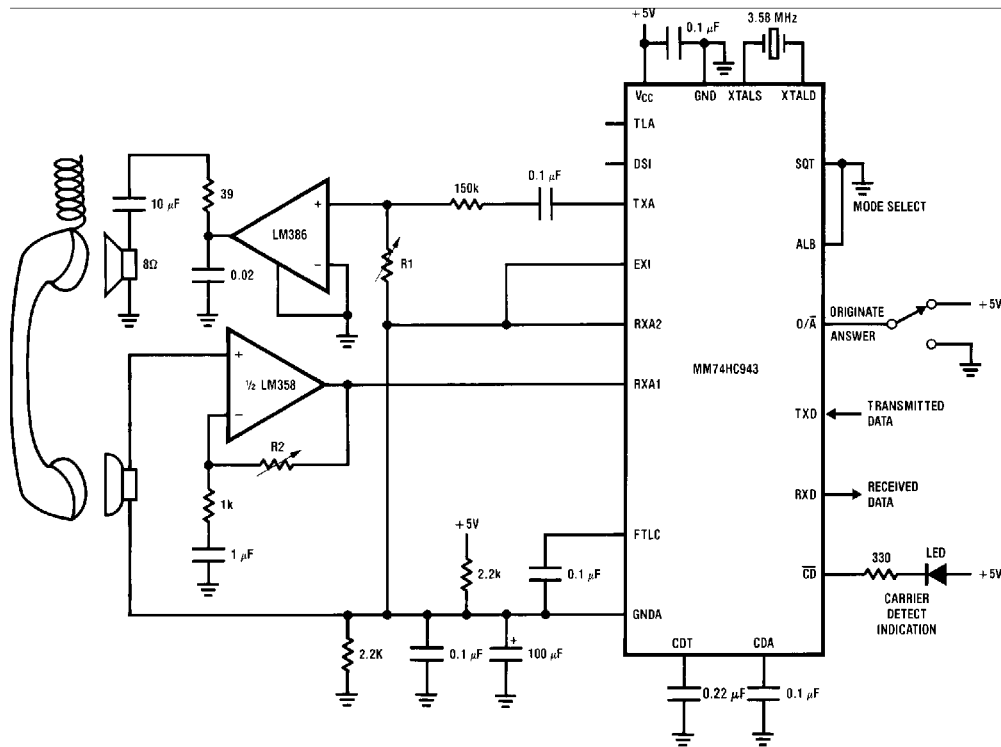 +5V
0.1 µF
3.58 MHz
VCC
GND
XTALS
XTALD
TLA
DSI
SQT
MODE SELECT
10 µF
39
LM386
+
−
150k
0.1 µF
TXA
ALB
8Ω
0.02
R1
EXI
RXA2
MM74HC943
O/A̅
ORIGINATE
ANSWER
+5V
+
½ LM358
−
RXA1
TXD
TRANSMITTED
DATA
R2
1k
1 µF
RXD
RECEIVED
DATA
+5V
2.2k
FTLC
0.1 µF
C̅D̅
330
LED
+5V
CARRIER
DETECT
INDICATION
GNDA
2.2K
0.1 µF
+
100 µF
CDT
CDA
0.22 µF
0.1 µF